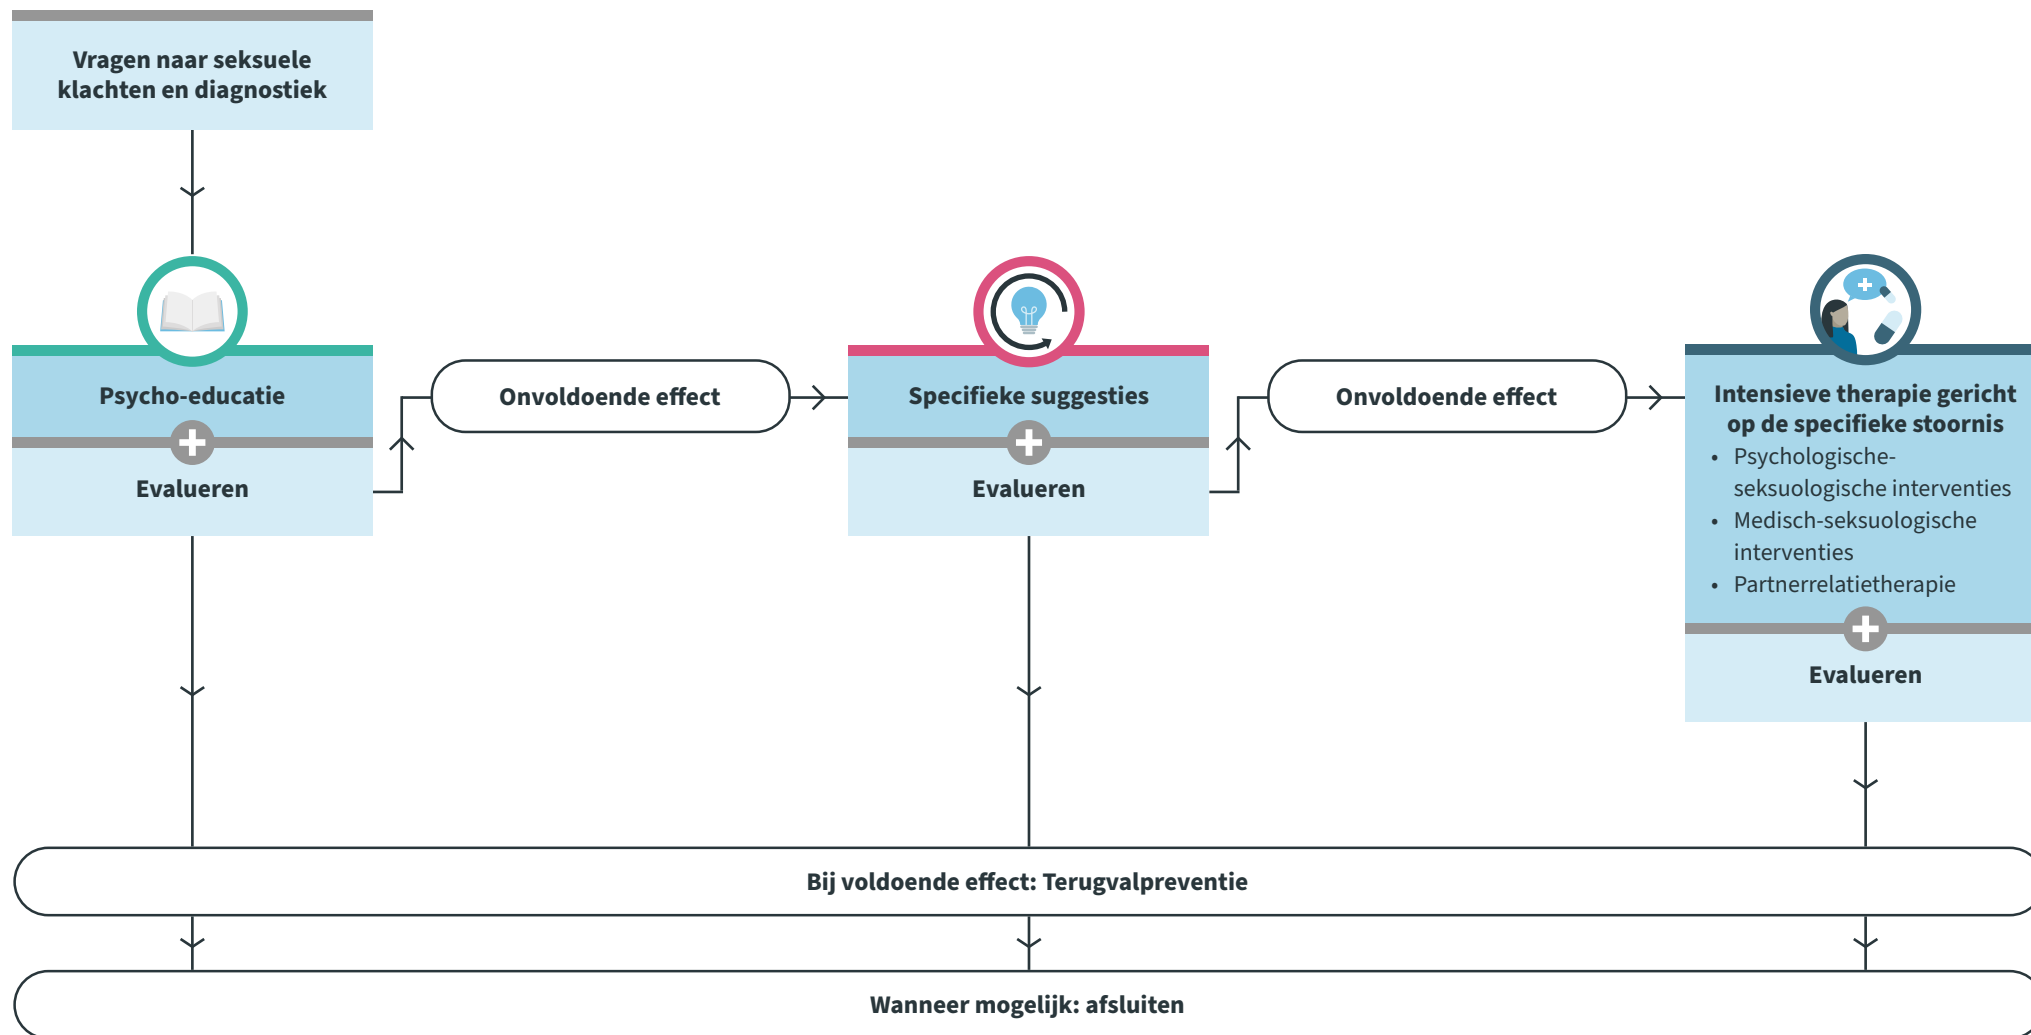 Vragen naar seksuele
klachten en diagnostiek
Psycho-educatie
Evalueren
Onvoldoende effect
Specifieke suggesties
Evalueren
Onvoldoende effect
Intensieve therapie gericht
op de specifieke stoornis
• Psychologische-
seksuologische interventies
• Medisch-seksuologische
interventies
• Partnerrelatietherapie
Evalueren
Bij voldoende effect: Terugvalpreventie
Wanneer mogelijk: afsluiten